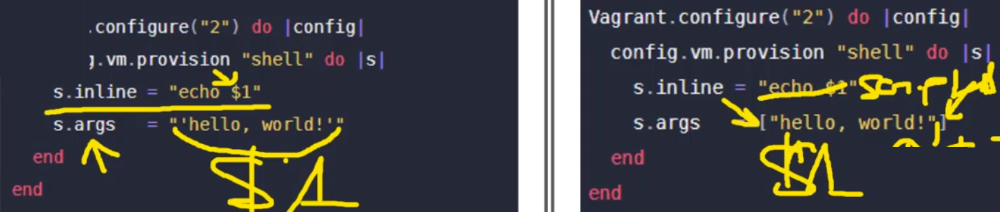 .configure("2") do |config|
g.vm.provision "shell" do |s|
s.inline = "echo $1"
s.args = "'hello, world!'"
end
end
$1
Vagrant.configure("2") do |config|
config.vm.provision "shell" do |s|
s.inline = "echo $1"
s.args ["hello, world!"]
end
end
$1